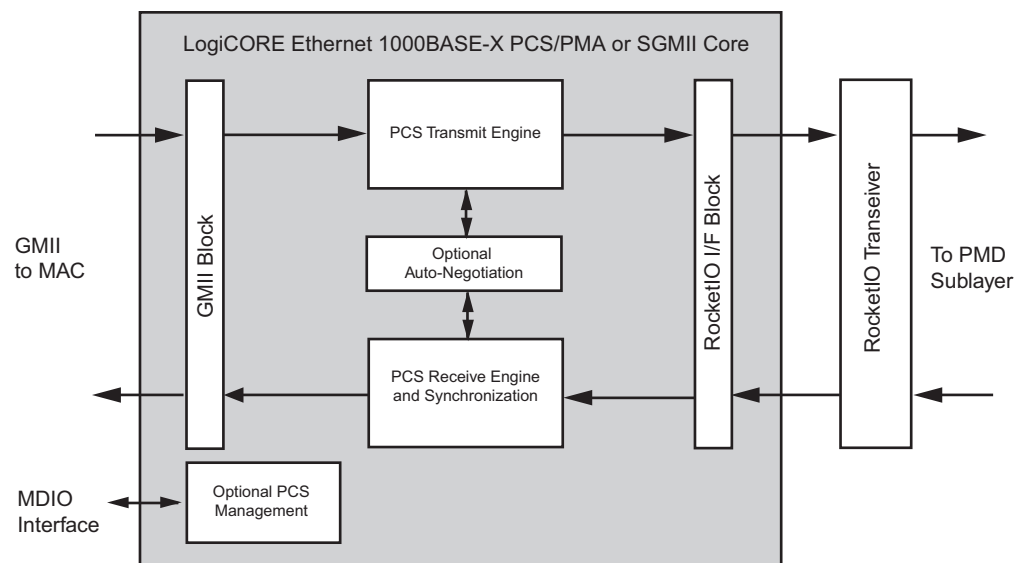 LogiCORE Ethernet 1000BASE-X PCS/PMA or SGMII Core
GMII
to MAC
GMII Block
PCS Transmit Engine
Optional
Auto-Negotiation
PCS Receive Engine
and Synchronization
RocketIO I/F Block
RocketIO Transeiver
To PMD
Sublayer
MDIO
Interface
Optional PCS
Management